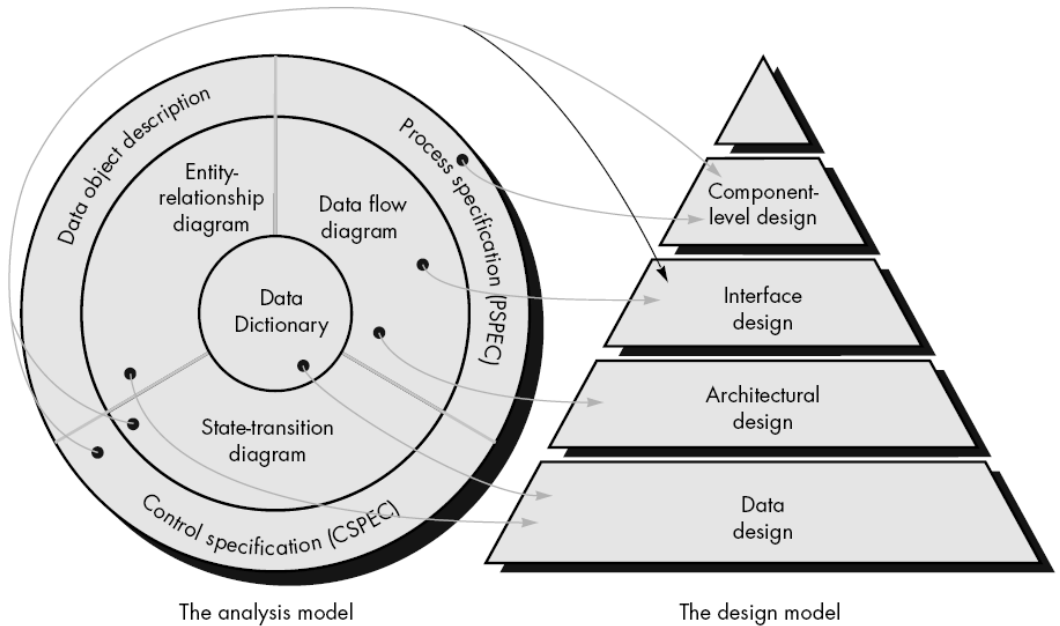 Data object description
Process specification (PSPEC)
Entity-
relationship
diagram
Data flow
diagram
Data
Dictionary
State-transition
diagram
Control specification (CSPEC)
The analysis model
Component-
level design
Interface
design
Architectural
design
Data
design
The design model